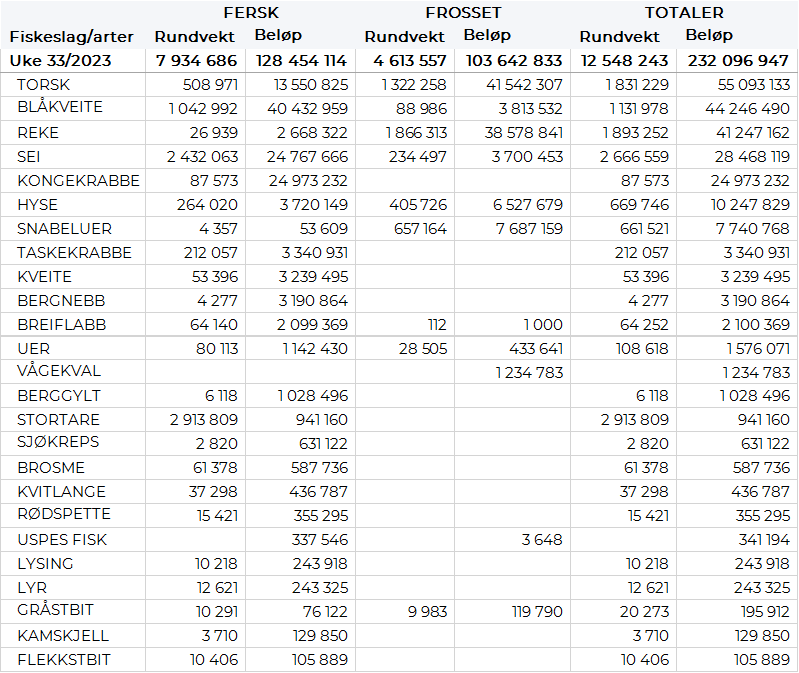 FERSK FROSSET TOTALER
Fiskeslag/arter Rundvekt Beløp Rundvekt Beløp Rundvekt Beløp
Uke 33/2023 7 934 686 128 454 114 4 613 557 103 642 833 12 548 243 232 096 947
TORSK 508 971 13 550 825 1 322 258 41 542 307 1 831 229 55 093 133
BLÅKVEITE 1 042 992 40 432 959 88 986 3 813 532 1 131 978 44 246 490
REKE 26 939 2 668 322 1 866 313 38 578 841 1 893 252 41 247 162
SEI 2 432 063 24 767 666 234 497 3 700 453 2 666 559 28 468 119
KONGEKRABBE 87 573 24 973 232 87 573 24 973 232
HYSE 264 020 3 720 149 405 726 6 527 679 669 746 10 247 829
SNABELUER 4 357 53 609 657 164 7 687 159 661 521 7 740 768
TASKEKRABBE 212 057 3 340 931 212 057 3 340 931
KVEITE 53 396 3 239 495 53 396 3 239 495
BERGNEBB 4 277 3 190 864 4 277 3 190 864
BREIFLABB 64 140 2 099 369 112 1 000 64 252 2 100 369
UER 80 113 1 142 430 28 505 433 641 108 618 1 576 071
VÅGEKVAL 1 234 783 1 234 783
BERGGYLT 6 118 1 028 496 6 118 1 028 496
STORTARE 2 913 809 941 160 2 913 809 941 160
SJØKREPS 2 820 631 122 2 820 631 122
BROSME 61 378 587 736 61 378 587 736
KVITLANGE 37 298 436 787 37 298 436 787
RØDSPETTE 15 421 355 295 15 421 355 295
USPES FISK 337 546 3 648 341 194
LYSING 10 218 243 918 10 218 243 918
LYR 12 621 243 325 12 621 243 325
GRÅSTBIT 10 291 76 122 9 983 119 790 20 273 195 912
KAMSKJELL 3 710 129 850 3 710 129 850
FLEKKSTBIT 10 406 105 889 10 406 105 889